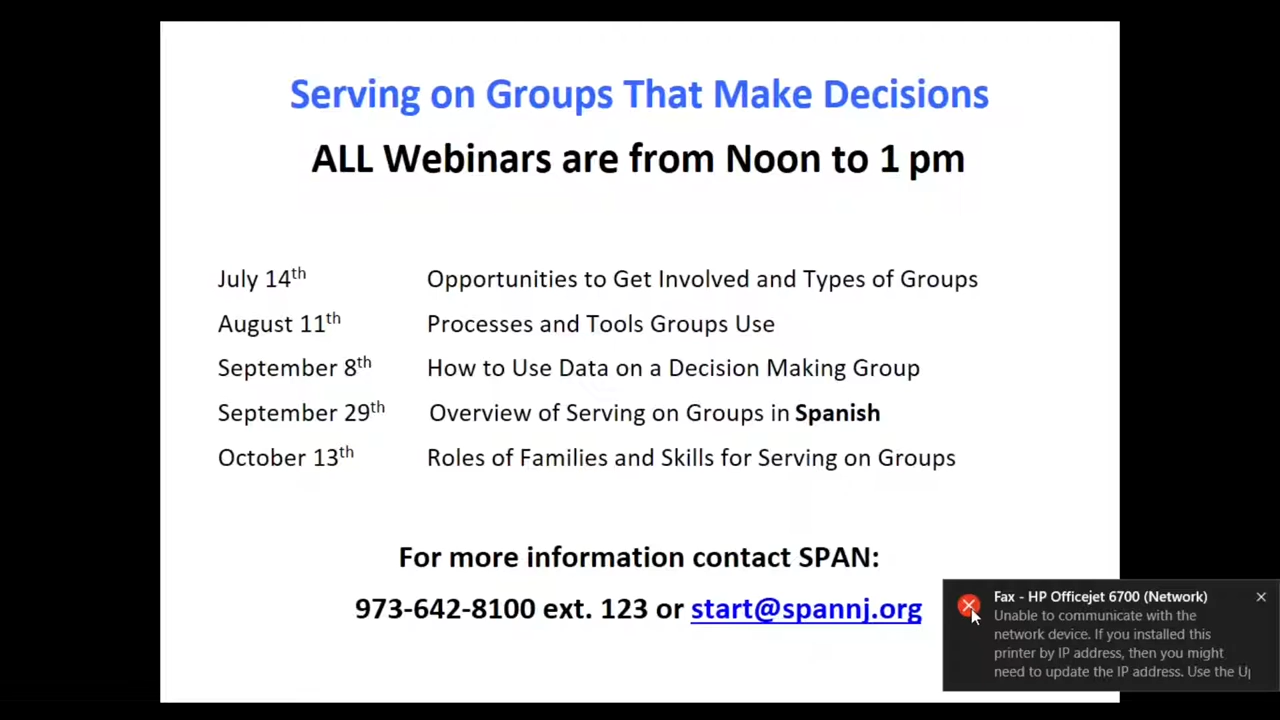 Serving on Groups That Make Decisions
ALL Webinars are from Noon to 1 pm
July 14th Opportunities to Get Involved and Types of Groups
August 11th Processes and Tools Groups Use
September 8th How to Use Data on a Decision Making Group
September 29th Overview of Serving on Groups in Spanish
October 13th Roles of Families and Skills for Serving on Groups
For more information contact SPAN:
973-642-8100 ext. 123 or start@spannj.org
Fax - HP Officejet 6700 (Network)
Unable to communicate with the
network device. If you installed this
printer by IP address, then you might
need to update the IP address. Use the